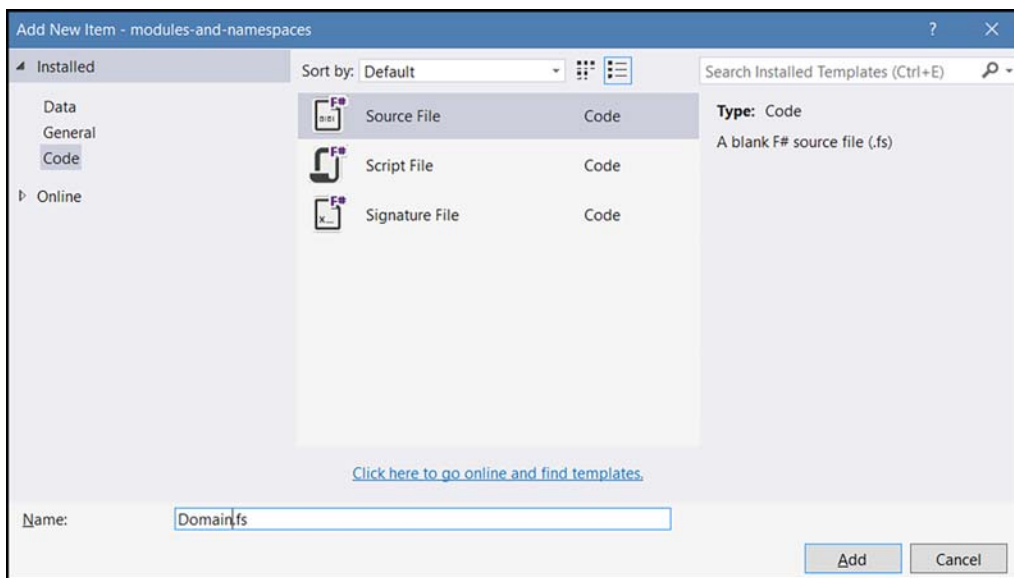 Add New Item - modules-and-namespaces ?
Installed
Data
General
Code
Online
Sort by: Default
Source File Code
Script File Code
Signature File Code
Click here to go online and find templates.
Search Installed Templates (Ctrl+E)
Type: Code
A blank F# source file (.fs)
Name: Domain.fs
Add Cancel